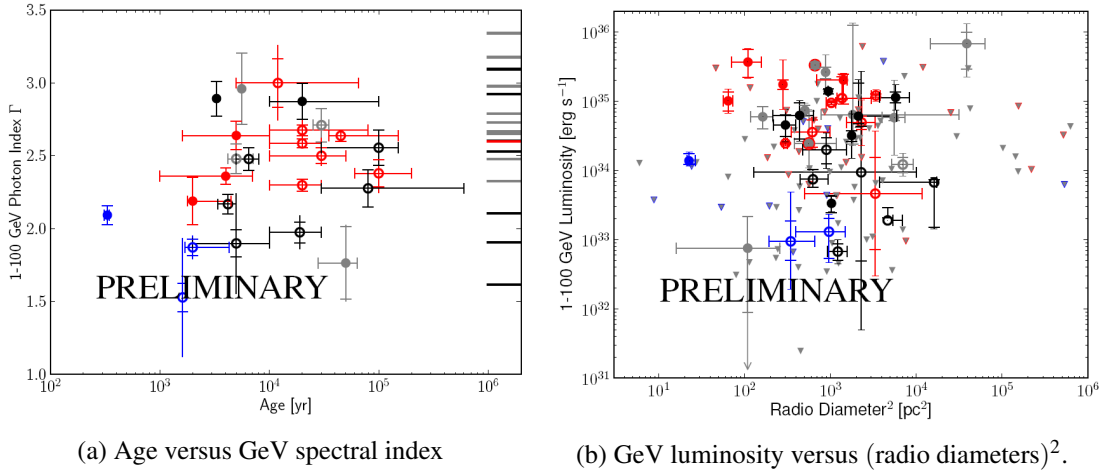 3.5
3.0
2.5
2.0
1.5
1.0
1-100 GeV Photon Index Γ
PRELIMINARY
10² 10³ 10⁴ 10⁵ 10⁶
Age [yr]
(a) Age versus GeV spectral index
10³⁶
10³⁵
10³⁴
10³³
10³²
10³¹
1-100 GeV Luminosity [erg s⁻¹]
PRELIMINARY
10¹ 10² 10³ 10⁴ 10⁵ 10⁶
Radio Diameter² [pc²]
(b) GeV luminosity versus (radio diameters)².